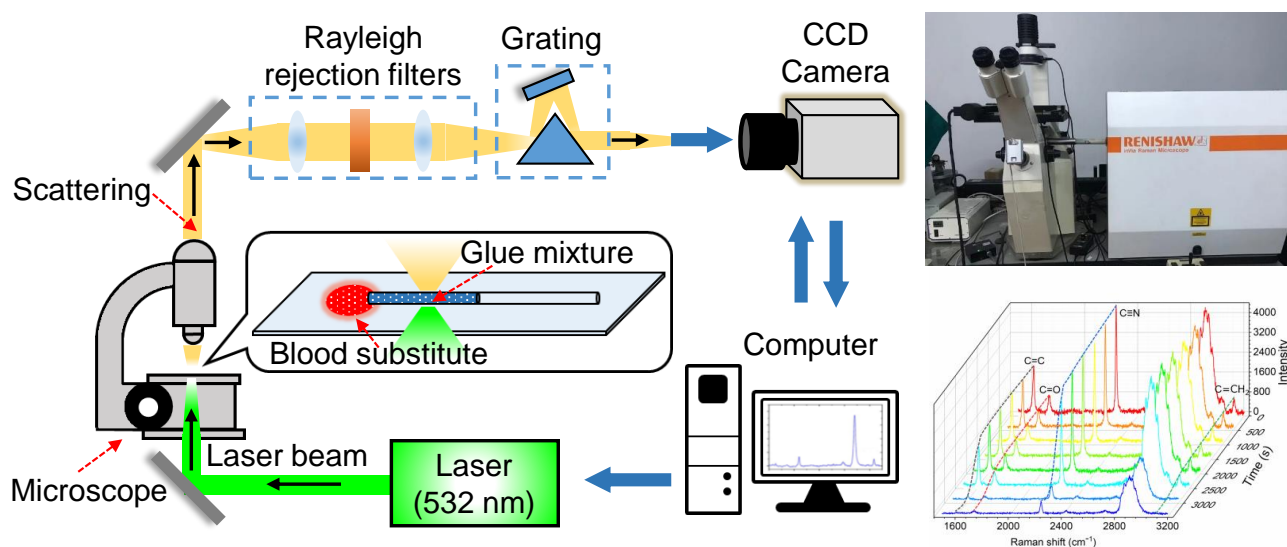 Rayleigh
rejection filters
Grating
CCD
Camera
Scattering
Glue mixture
Blood substitute
Computer
Laser beam
Laser
(532 nm)
Microscope
RENISHAW
C≡N
C=C
C=O
C=CH₂
4000
3200
2400
1600
800
0
Intensity
0
500
1000
1500
2000
2500
3000
Time (s)
1600
2000
2400
2800
3200
Raman shift (cm⁻¹)